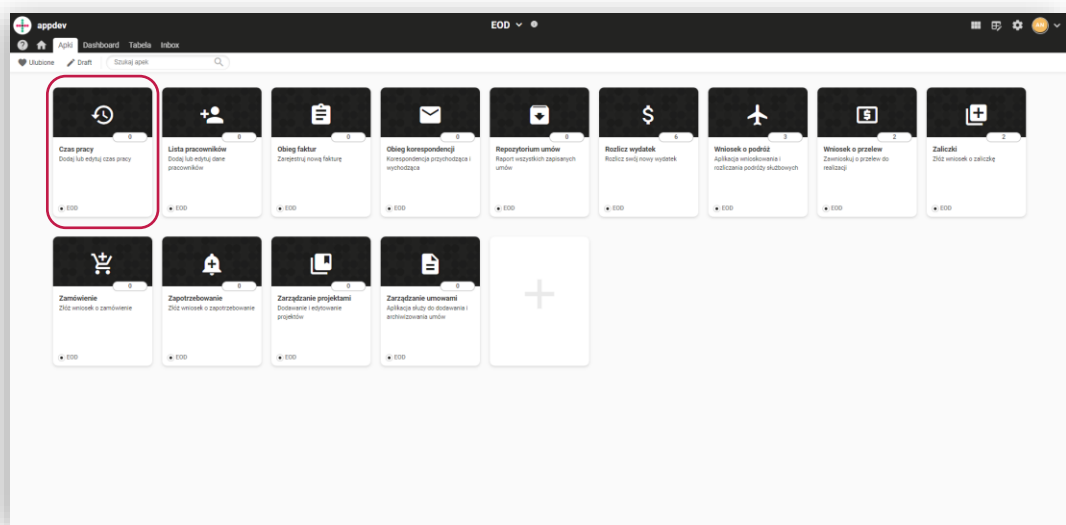 appdev
EOD
AN
Apki Dashboard Tabela Inbox
Ulubione Draft Szukaj apek
0
Czas pracy
Dodaj lub edytuj czas pracy
EOD
0
Lista pracowników
Dodaj lub edytuj dane
pracowników
EOD
0
Obieg faktur
Zarejestruj nową fakturę
EOD
0
Obieg korespondencji
Korespondencja przychodząca i
wychodząca
EOD
0
Repozytorium umów
Raport wszystkich zapisanych
umów
EOD
6
Rozlicz wydatek
Rozlicz swój nowy wydatek
EOD
3
Wniosek o podróż
Aplikacja wnioskowania i
rozliczania podróży służbowych
EOD
2
Wniosek o przelew
Zawnioskuj o przelew do
realizacji
EOD
2
Zaliczki
Złóż wniosek o zaliczkę
EOD
0
Zamówienie
Złóż wniosek o zamówienie
EOD
0
Zapotrzebowanie
Złóż wniosek o zapotrzebowanie
EOD
0
Zarządzanie projektami
Dodawanie i edytowanie
projektów
EOD
0
Zarządzanie umowami
Aplikacja służy do dodawania i
archiwizowania umów
EOD